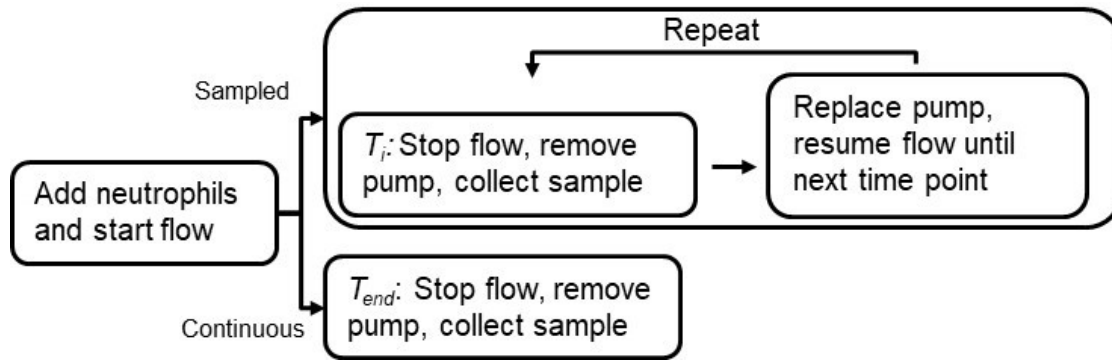 Repeat
Sampled
T_i: Stop flow, remove
pump, collect sample
Replace pump,
resume flow until
next time point
Add neutrophils
and start flow
T_end: Stop flow, remove
pump, collect sample
Continuous